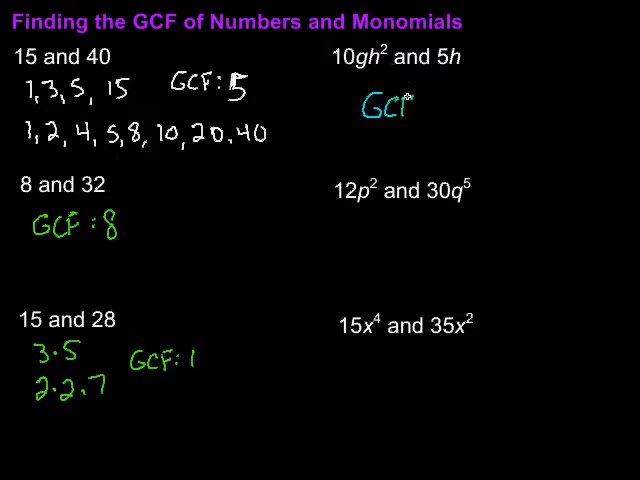 Finding the GCF of Numbers and Monomials
15 and 40
1, 3, 5, 15
GCF: 5
1, 2, 4, 5, 8, 10, 20, 40
8 and 32
GCF: 8
15 and 28
3·5
2·2·7
GCF: 1
10gh² and 5h
GCF
12p² and 30q⁵
15x⁴ and 35x²